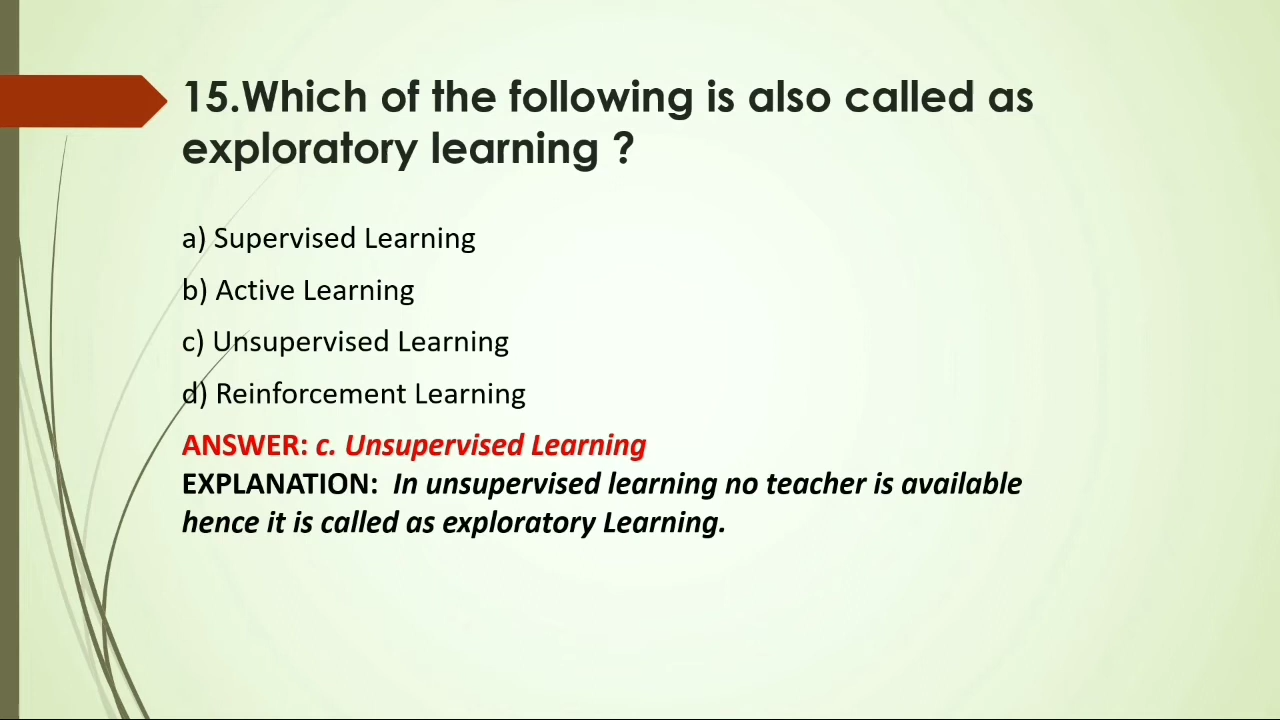 15.Which of the following is also called as
exploratory learning ?
a) Supervised Learning
b) Active Learning
c) Unsupervised Learning
d) Reinforcement Learning
ANSWER: c. Unsupervised Learning
EXPLANATION: In unsupervised learning no teacher is available
hence it is called as exploratory Learning.